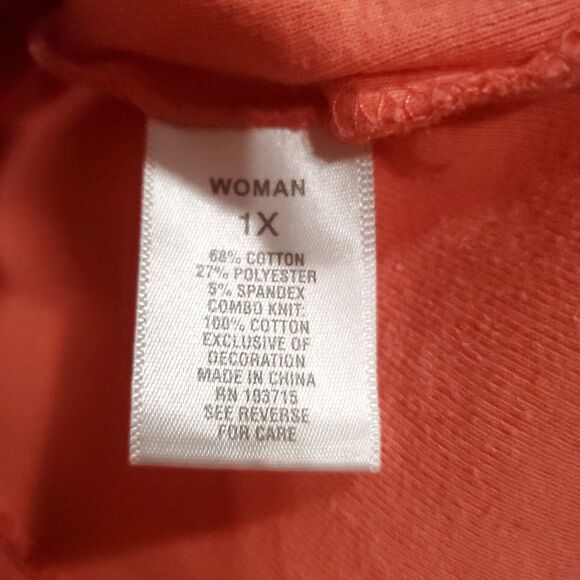 WOMAN
1X
68% COTTON
27% POLYESTER
5% SPANDEX
COMBO KNIT:
100% COTTON
EXCLUSIVE OF
DECORATION
MADE IN CHINA
RN 103715
SEE REVERSE
FOR CARE